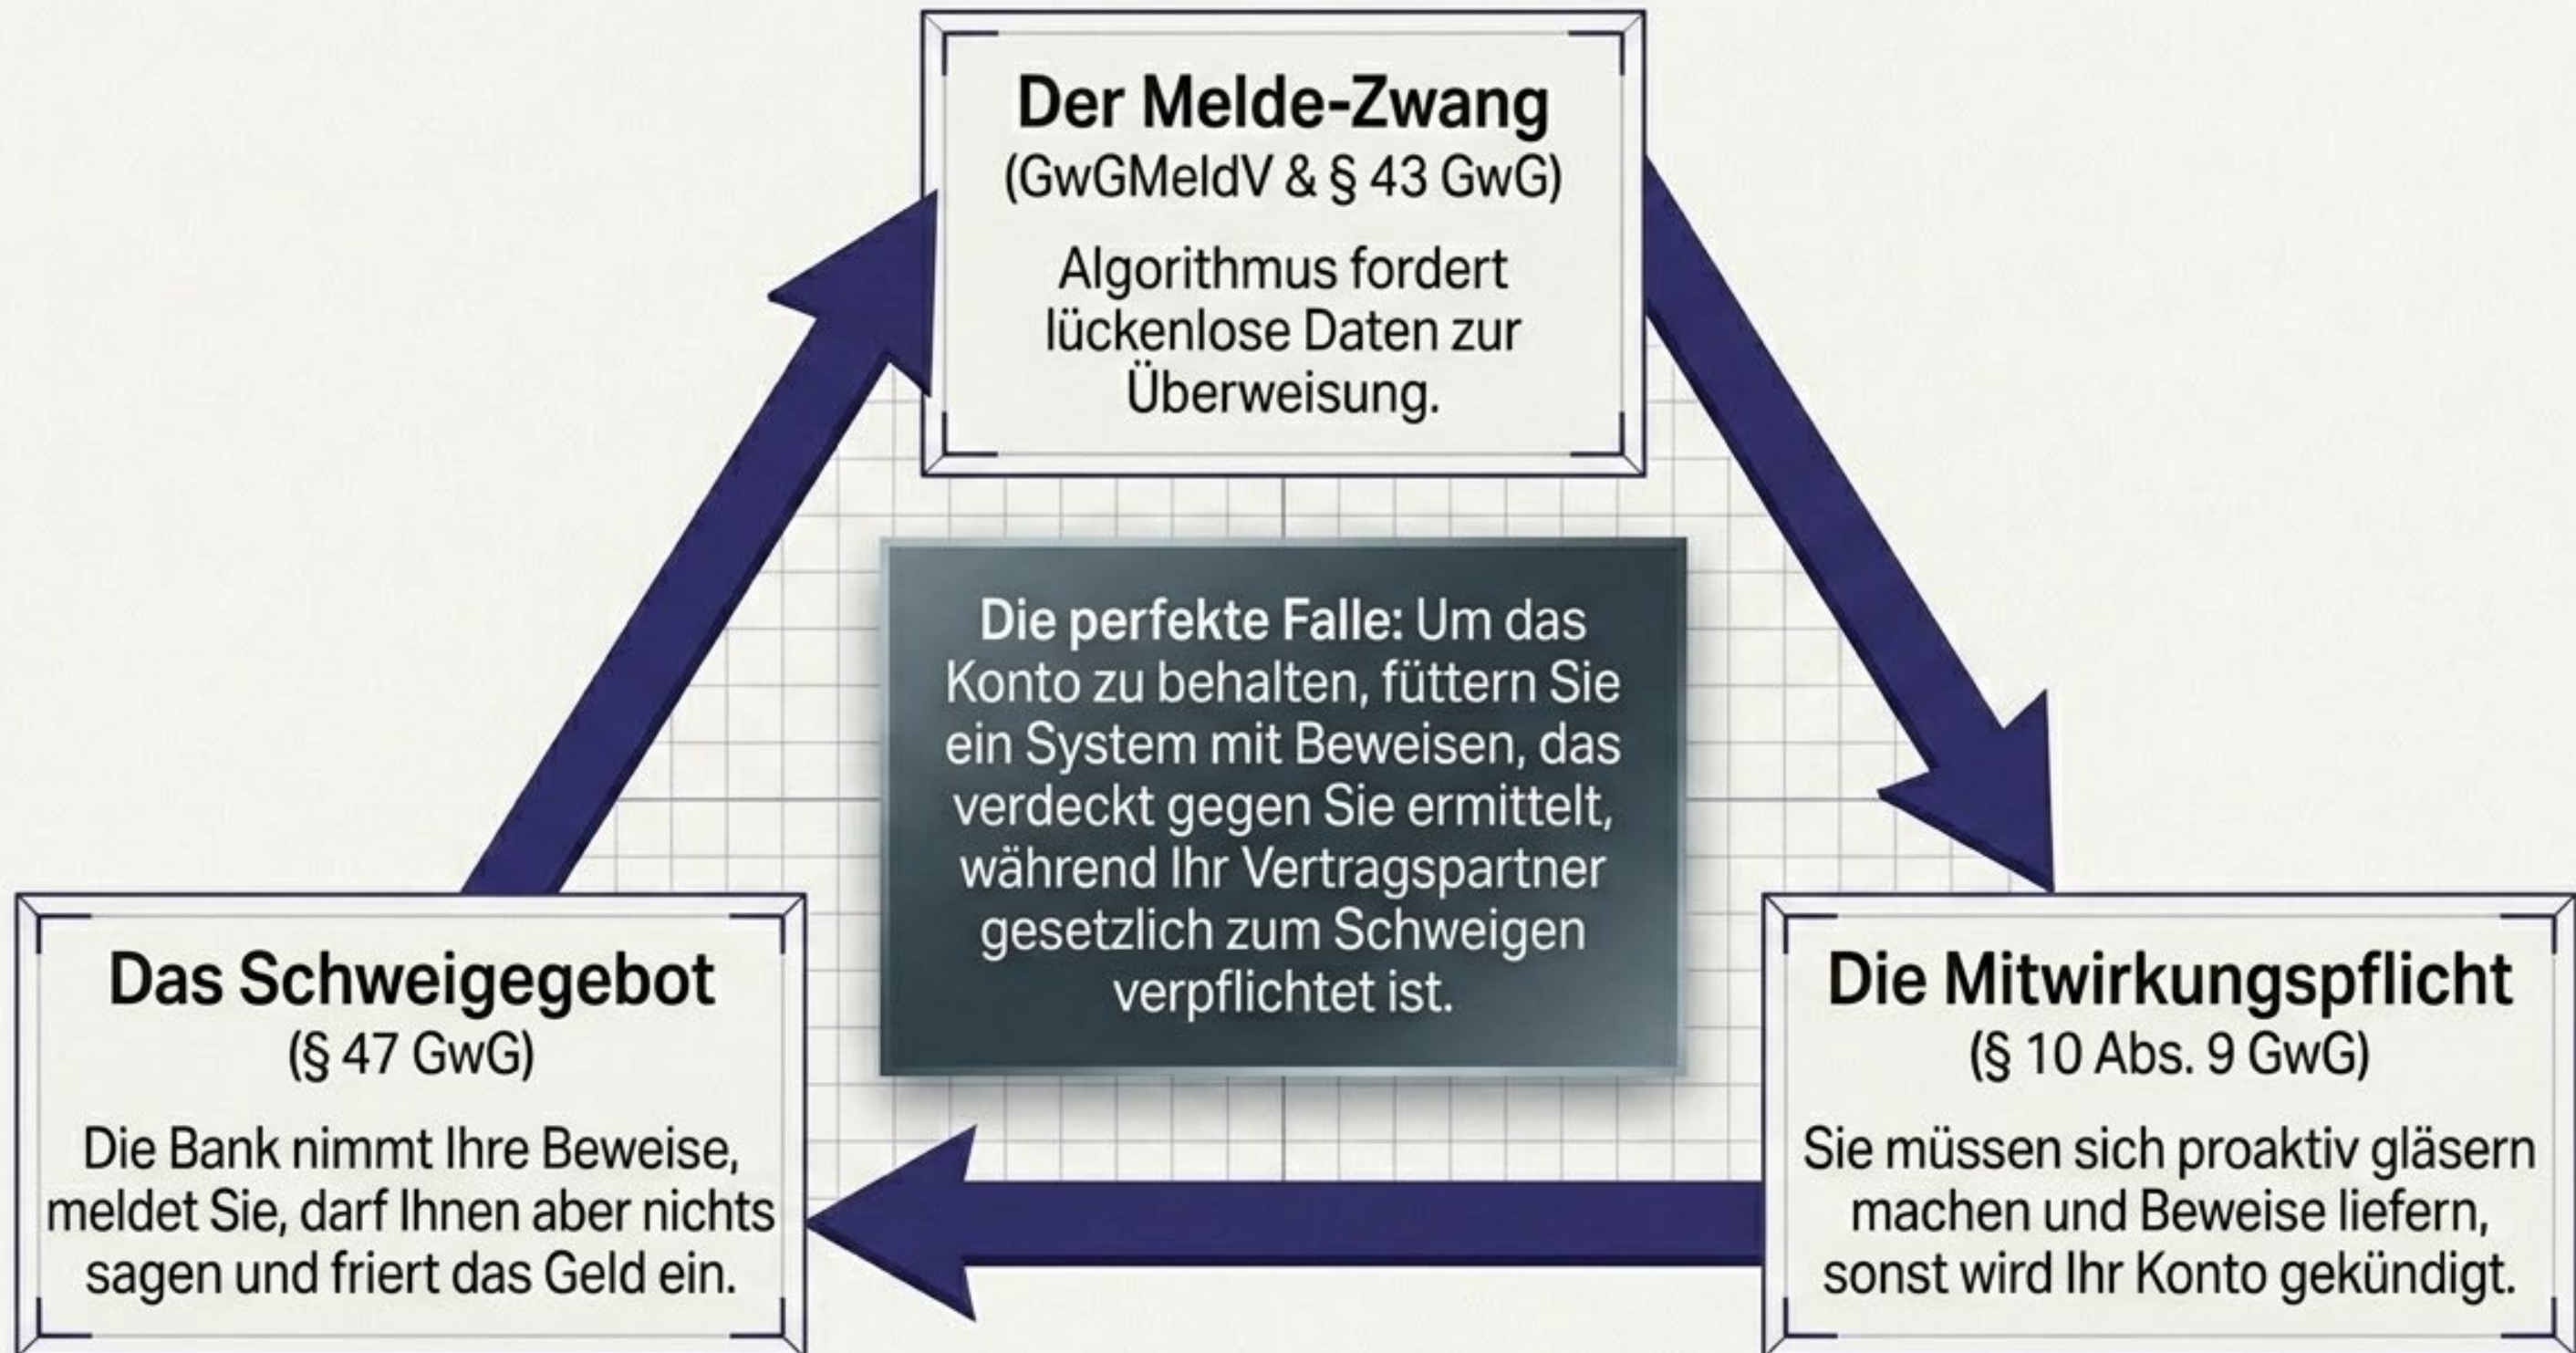 Der Melde-Zwang
(GwGMeldV & § 43 GwG)
Algorithmus fordert
lückenlose Daten zur
Überweisung.
Die perfekte Falle: Um das
Konto zu behalten, füttern Sie
ein System mit Beweisen, das
verdeckt gegen Sie ermittelt,
während Ihr Vertragspartner
gesetzlich zum Schweigen
verpflichtet ist.
Das Schweigegebot
(§ 47 GwG)
Die Bank nimmt Ihre Beweise,
meldet Sie, darf Ihnen aber nichts
sagen und friert das Geld ein.
Die Mitwirkungspflicht
(§ 10 Abs. 9 GwG)
Sie müssen sich proaktiv gläsern
machen und Beweise liefern,
sonst wird Ihr Konto gekündigt.